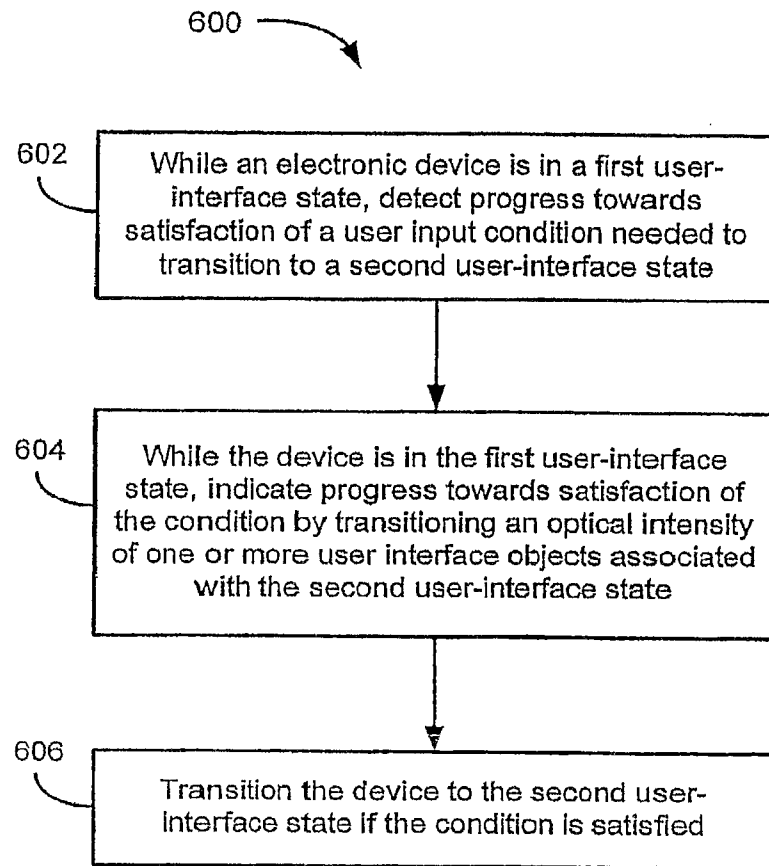 600
602
While an electronic device is in a first user-
interface state, detect progress towards
satisfaction of a user input condition needed to
transition to a second user-interface state
604
While the device is in the first user-interface
state, indicate progress towards satisfaction of
the condition by transitioning an optical intensity
of one or more user interface objects associated
with the second user-interface state
606
Transition the device to the second user-
interface state if the condition is satisfied